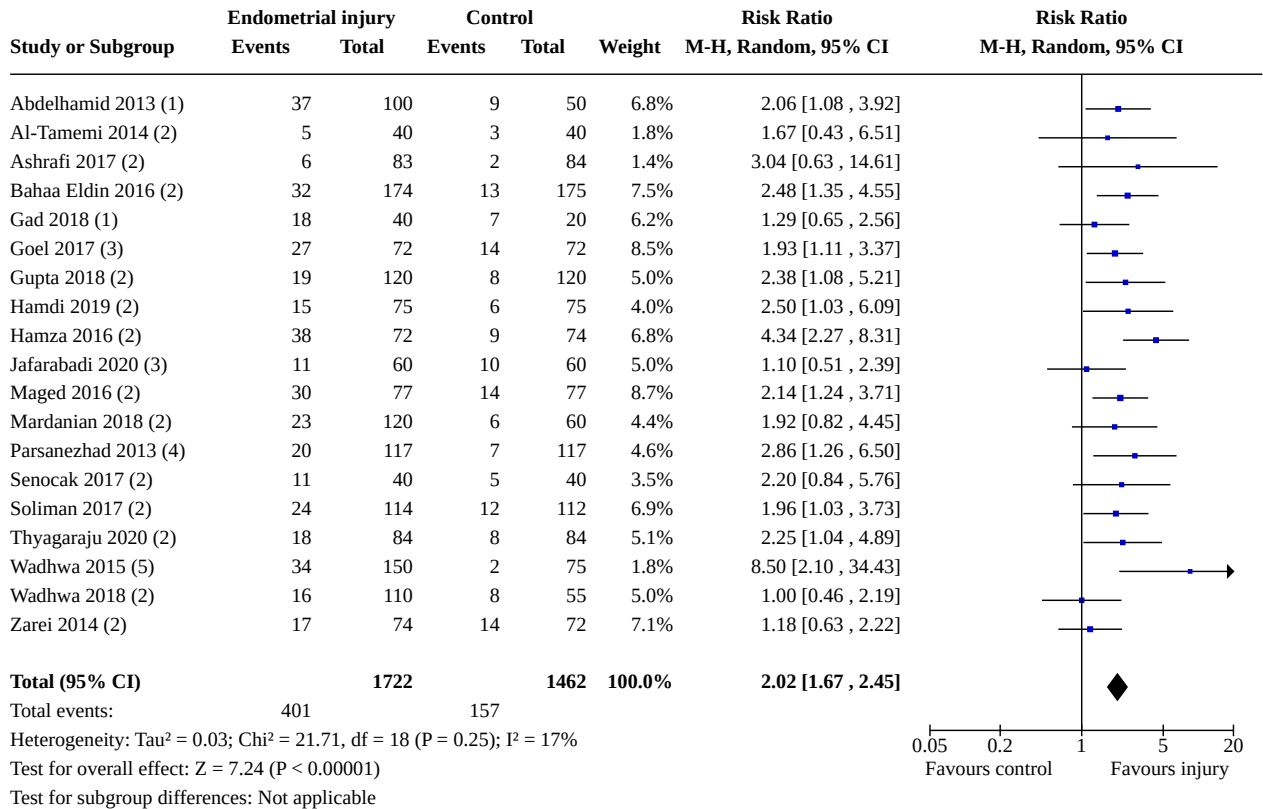 Endometrial injury Control Risk Ratio Risk Ratio
Study or Subgroup Events Total Events Total Weight M-H, Random, 95% CI M-H, Random, 95% CI
Abdelhamid 2013 (1) 37 100 9 50 6.8% 2.06 [1.08 , 3.92]
Al-Tamemi 2014 (2) 5 40 3 40 1.8% 1.67 [0.43 , 6.51]
Ashrafi 2017 (2) 6 83 2 84 1.4% 3.04 [0.63 , 14.61]
Bahaa Eldin 2016 (2) 32 174 13 175 7.5% 2.48 [1.35 , 4.55]
Gad 2018 (1) 18 40 7 20 6.2% 1.29 [0.65 , 2.56]
Goel 2017 (3) 27 72 14 72 8.5% 1.93 [1.11 , 3.37]
Gupta 2018 (2) 19 120 8 120 5.0% 2.38 [1.08 , 5.21]
Hamdi 2019 (2) 15 75 6 75 4.0% 2.50 [1.03 , 6.09]
Hamza 2016 (2) 38 72 9 74 6.8% 4.34 [2.27 , 8.31]
Jafarabadi 2020 (3) 11 60 10 60 5.0% 1.10 [0.51 , 2.39]
Maged 2016 (2) 30 77 14 77 8.7% 2.14 [1.24 , 3.71]
Mardanian 2018 (2) 23 120 6 60 4.4% 1.92 [0.82 , 4.45]
Parsanezhad 2013 (4) 20 117 7 117 4.6% 2.86 [1.26 , 6.50]
Senocak 2017 (2) 11 40 5 40 3.5% 2.20 [0.84 , 5.76]
Soliman 2017 (2) 24 114 12 112 6.9% 1.96 [1.03 , 3.73]
Thyagaraju 2020 (2) 18 84 8 84 5.1% 2.25 [1.04 , 4.89]
Wadhwa 2015 (5) 34 150 2 75 1.8% 8.50 [2.10 , 34.43]
Wadhwa 2018 (2) 16 110 8 55 5.0% 1.00 [0.46 , 2.19]
Zarei 2014 (2) 17 74 14 72 7.1% 1.18 [0.63 , 2.22]
Total (95% CI) 1722 1462 100.0% 2.02 [1.67 , 2.45]
Total events: 401 157
Heterogeneity: Tau² = 0.03; Chi² = 21.71, df = 18 (P = 0.25); I² = 17%
Test for overall effect: Z = 7.24 (P < 0.00001)
Test for subgroup differences: Not applicable
0.05 0.2 1 5 20
Favours control Favours injury